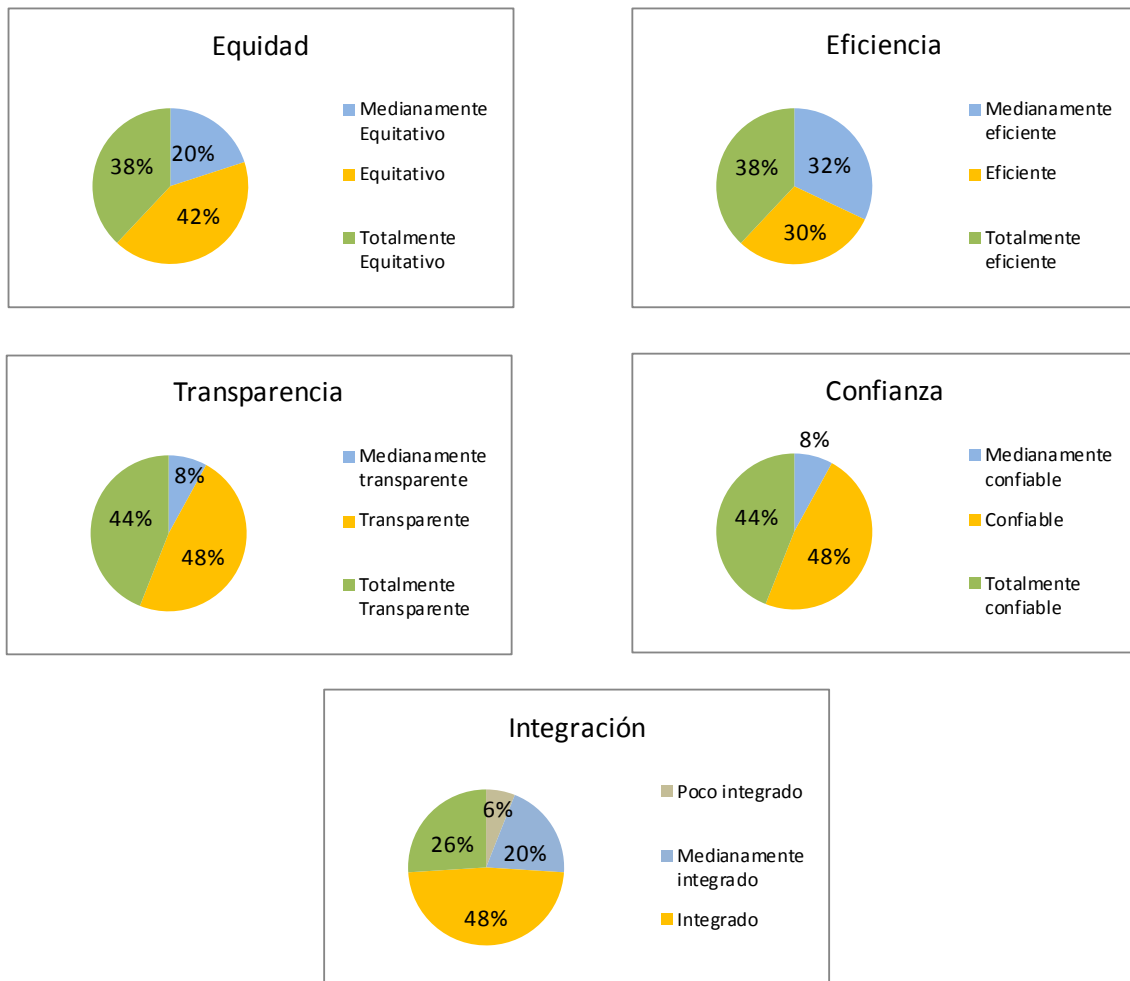 Equidad
20%
42%
38%
Medianamente
Equitativo
Equitativo
Totalmente
Equitativo
Eficiencia
32%
30%
38%
Medianamente
eficiente
Eficiente
Totalmente
eficiente
Transparencia
8%
48%
44%
Medianamente
transparente
Transparente
Totalmente
Transparente
Confianza
8%
48%
44%
Medianamente
confiable
Confiable
Totalmente
confiable
Integración
6%
20%
48%
26%
Poco integrado
Medianamente
integrado
Integrado